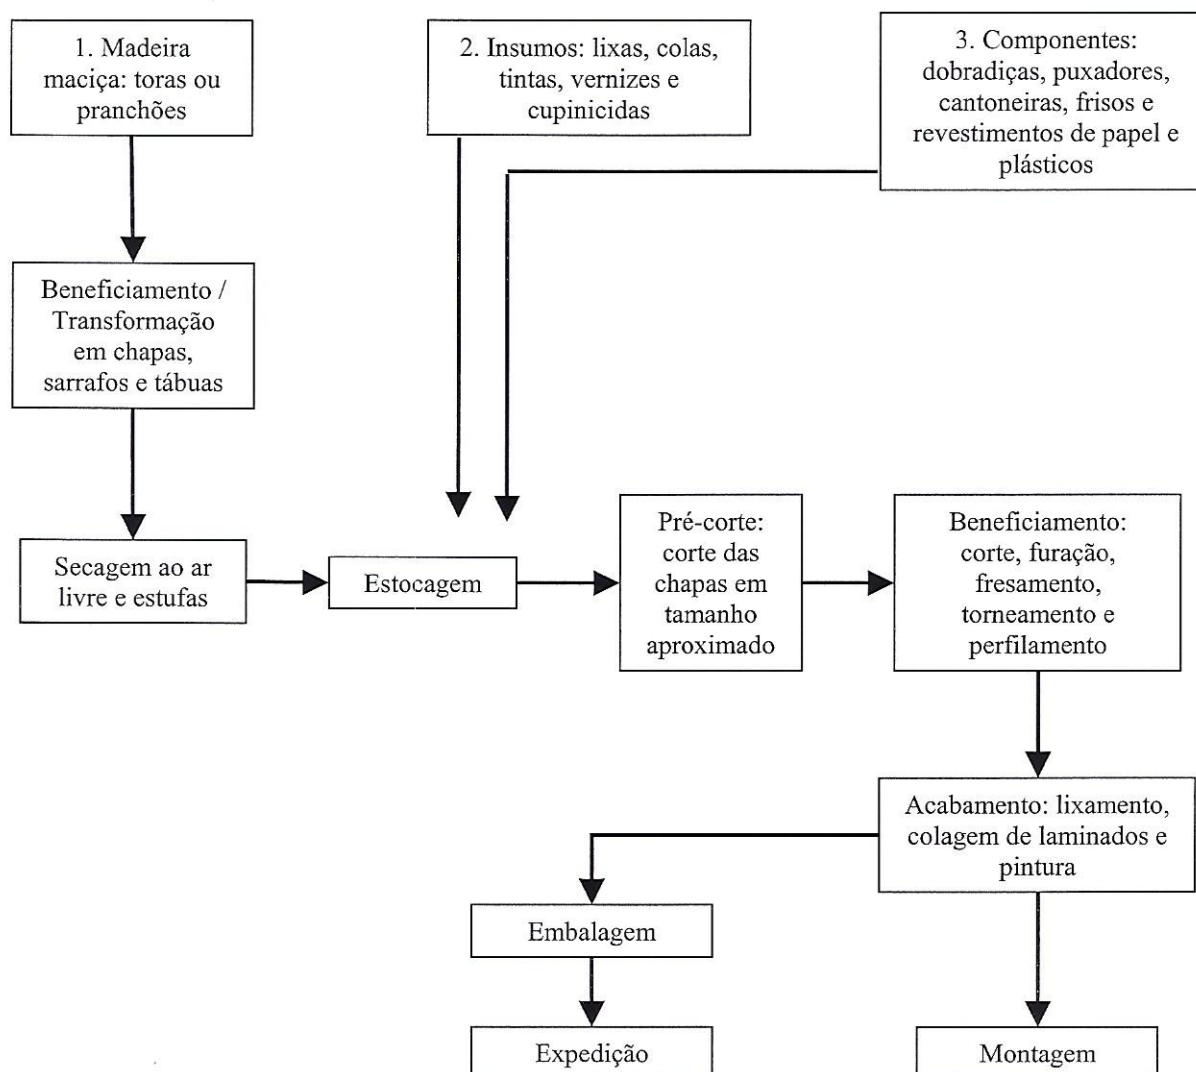 1. Madeira
maciça: toras ou
pranchões
2. Insumos: lixas, colas,
tintas, vernizes e
cupinicidas
3. Componentes:
dobradiças, puxadores,
cantoneiras, frisos e
revestimentos de papel e
plásticos
Beneficiamento /
Transformação
em chapas,
sarrafos e tábuas
Secagem ao ar
livre e estufas
Estocagem
Pré-corte:
corte das
chapas em
tamanho
aproximado
Beneficiamento:
corte, furação,
fresamento,
torneamento e
perfilamento
Acabamento: lixamento,
colagem de laminados e
pintura
Embalagem
Expedição
Montagem